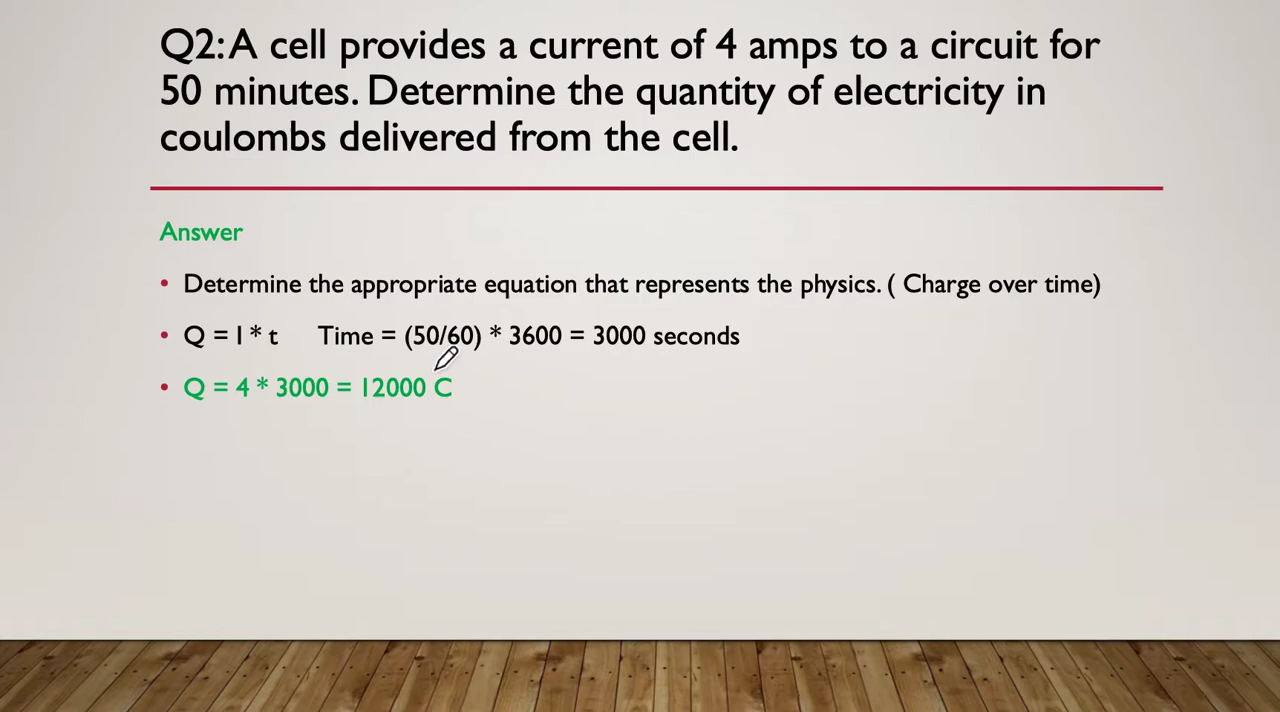 Q2: A cell provides a current of 4 amps to a circuit for
50 minutes. Determine the quantity of electricity in
coulombs delivered from the cell.
Answer
• Determine the appropriate equation that represents the physics. ( Charge over time)
• Q = I * t Time = (50/60) * 3600 = 3000 seconds
• Q = 4 * 3000 = 12000 C